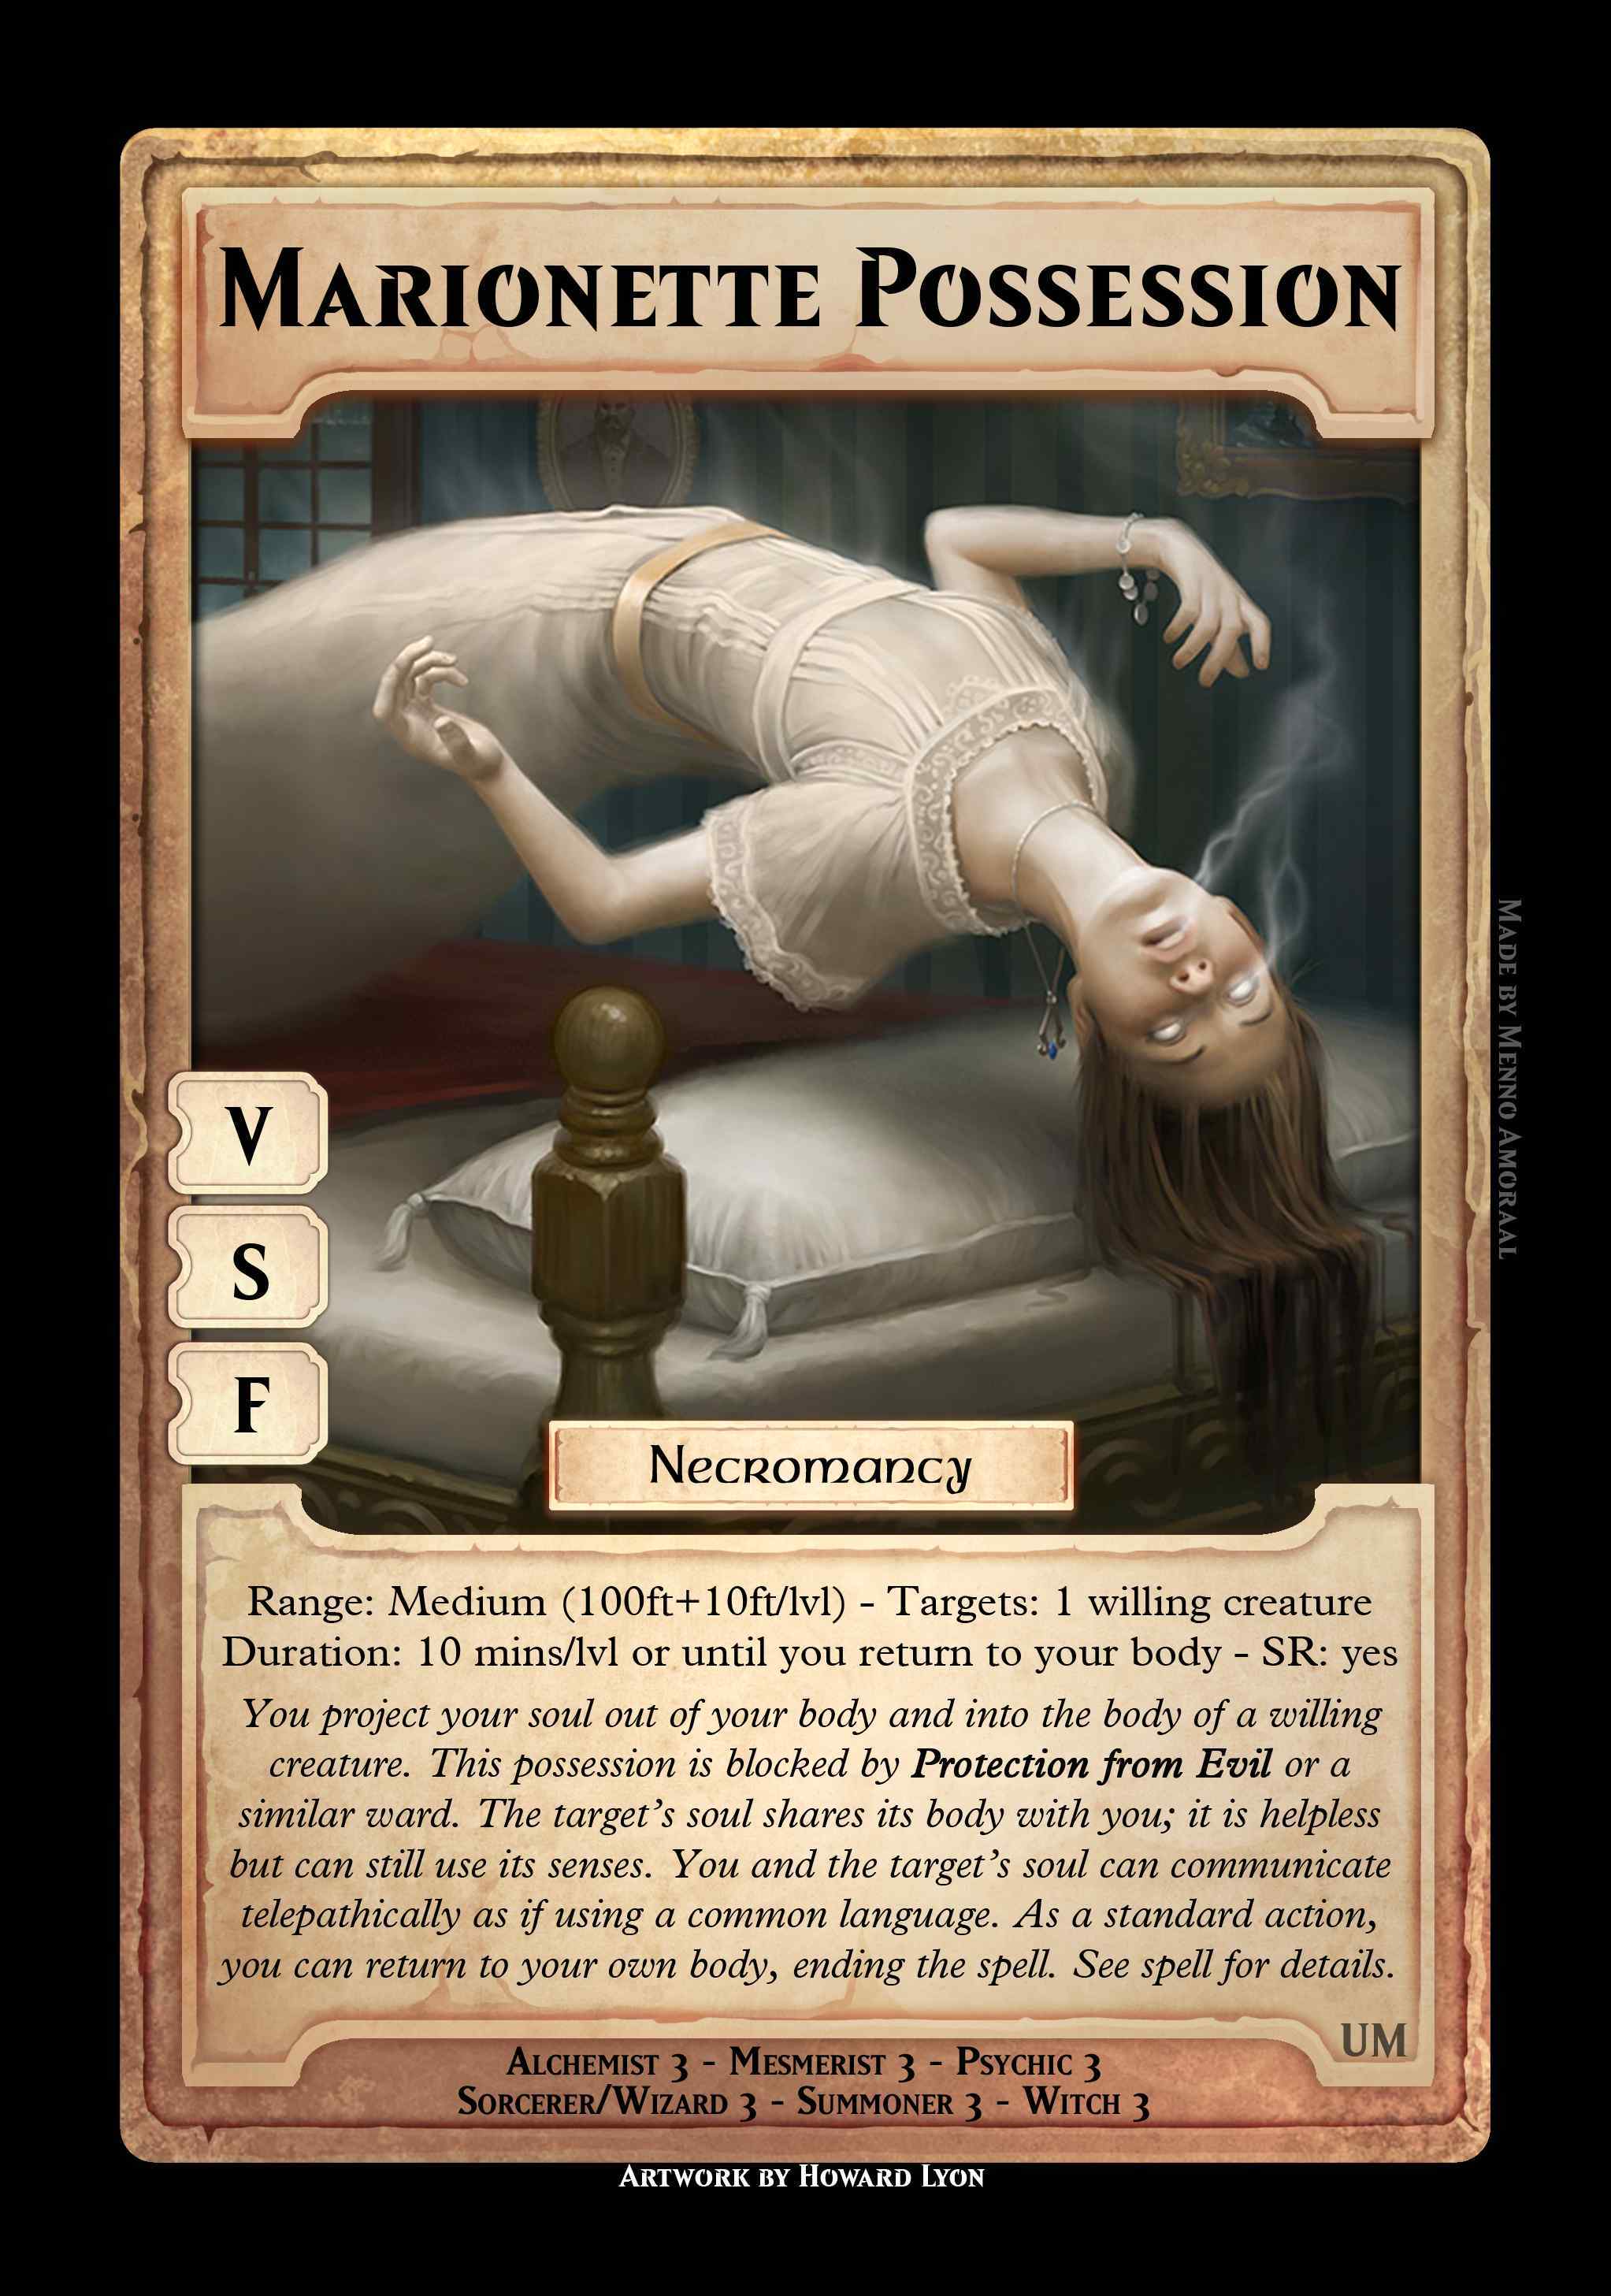 Marionette Possession
V
S
F
Necromancy
Range: Medium (100ft+10ft/lvl) - Targets: 1 willing creature
Duration: 10 mins/lvl or until you return to your body - SR: yes
You project your soul out of your body and into the body of a willing
creature. This possession is blocked by Protection from Evil or a
similar ward. The target's soul shares its body with you; it is helpless
but can still use its senses. You and the target's soul can communicate
telepathically as if using a common language. As a standard action,
you can return to your own body, ending the spell. See spell for details.
UM
Alchemist 3 - Mesmerist 3 - Psychic 3
Sorcerer/Wizard 3 - Summoner 3 - Witch 3
Artwork by Howard Lyon
Made by Menno Amoraal